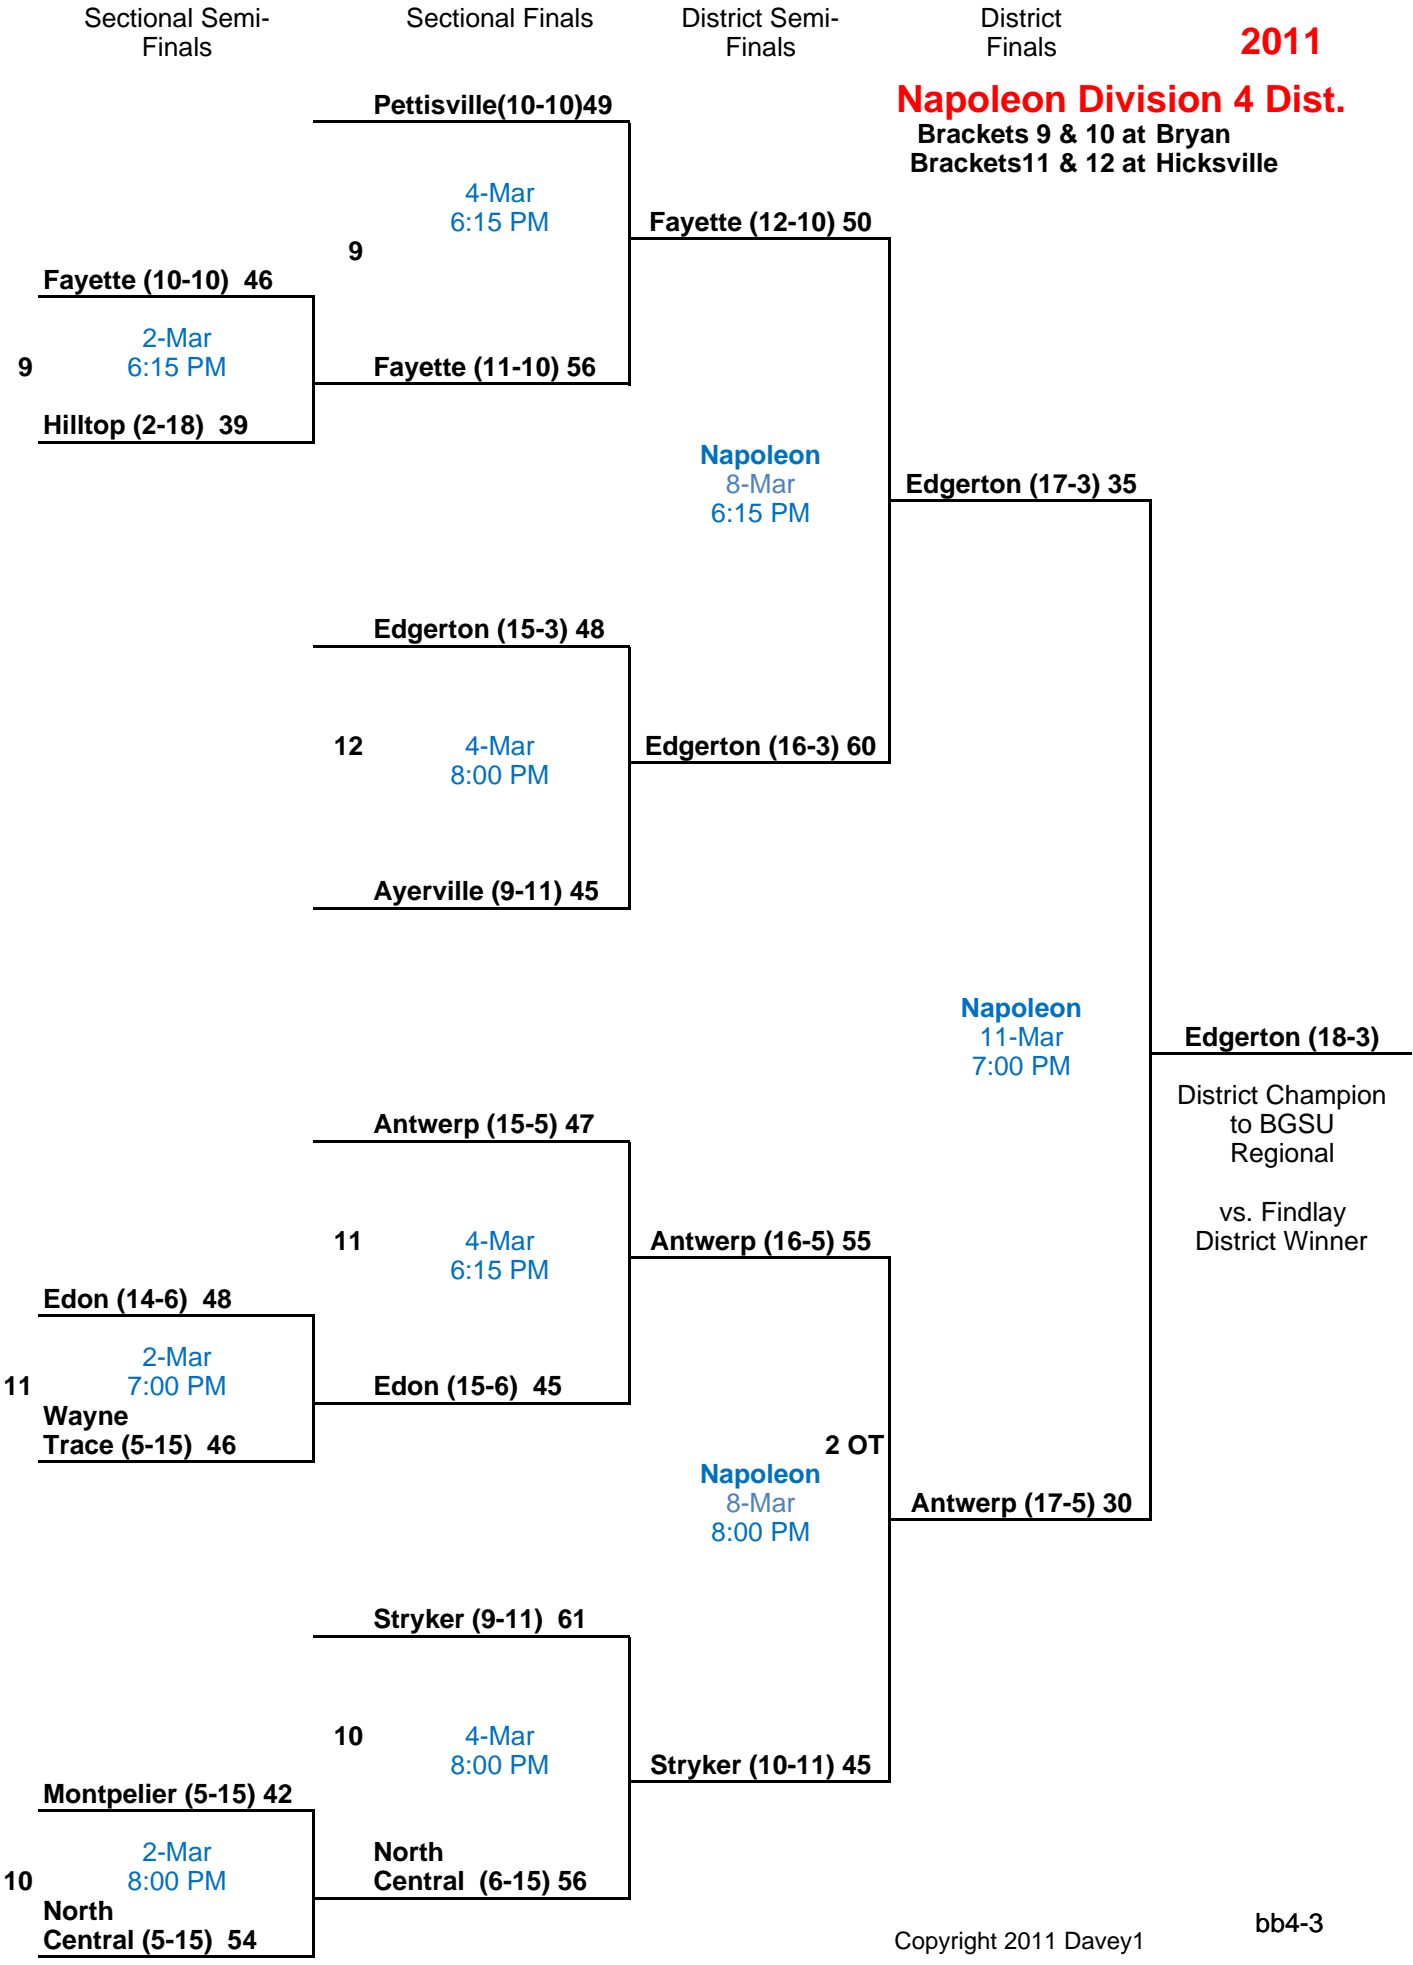 Sectional Semi-
Finals
Sectional Finals
District Semi-
Finals
District
Finals
2011
Napoleon Division 4 Dist.
Brackets 9 & 10 at Bryan
Brackets11 & 12 at Hicksville
Pettisville(10-10)49
4-Mar
6:15 PM
9
Fayette (12-10) 50
Fayette (10-10) 46
2-Mar
6:15 PM
9
Fayette (11-10) 56
Hilltop (2-18) 39
Napoleon
8-Mar
6:15 PM
Edgerton (17-3) 35
Edgerton (15-3) 48
12
4-Mar
8:00 PM
Edgerton (16-3) 60
Ayerville (9-11) 45
Napoleon
11-Mar
7:00 PM
Edgerton (18-3)
District Champion
to BGSU
Regional
vs. Findlay
District Winner
Antwerp (15-5) 47
11
4-Mar
6:15 PM
Antwerp (16-5) 55
Edon (14-6) 48
2-Mar
7:00 PM
11
Edon (15-6) 45
Wayne
Trace (5-15) 46
2 OT
Napoleon
8-Mar
8:00 PM
Antwerp (17-5) 30
Stryker (9-11) 61
10
4-Mar
8:00 PM
Stryker (10-11) 45
Montpelier (5-15) 42
2-Mar
8:00 PM
10
North
Central (6-15) 56
North
Central (5-15) 54
Copyright 2011 Davey1
bb4-3